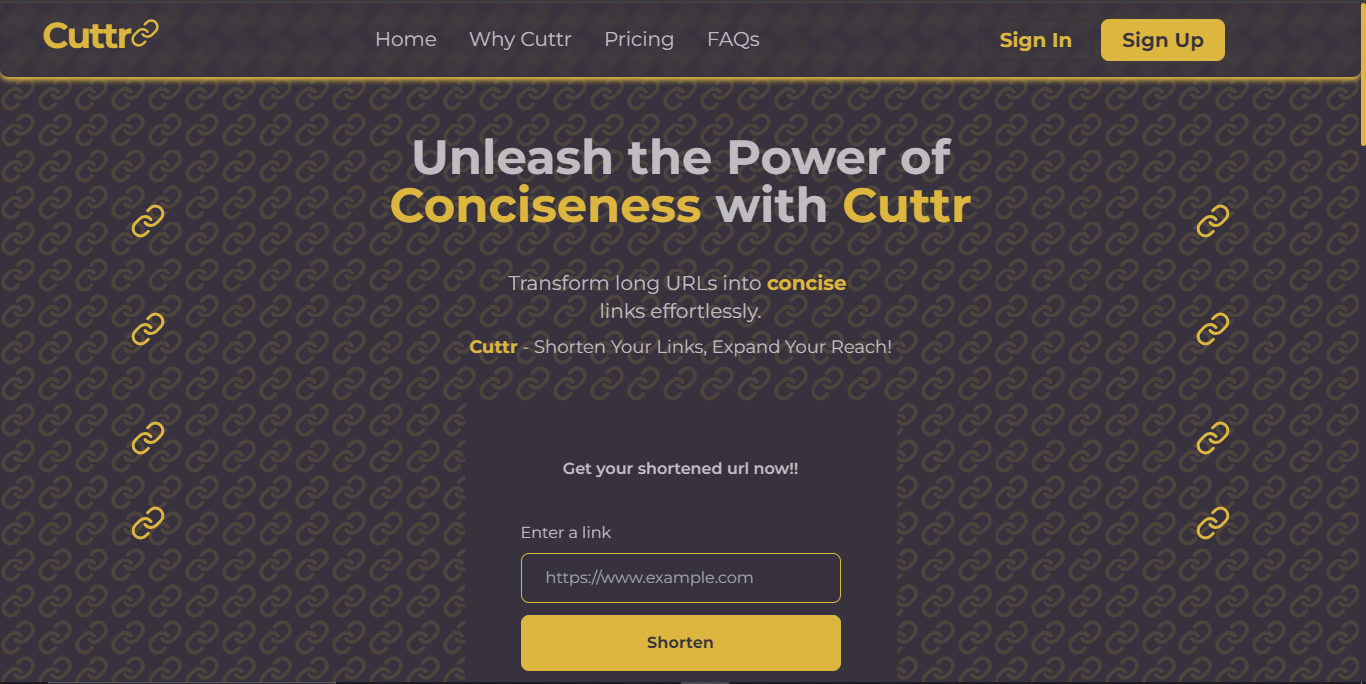 Cuttr
Home Why Cuttr Pricing FAQs
Sign In Sign Up
Unleash the Power of
Conciseness with Cuttr
Transform long URLs into concise
links effortlessly.
Cuttr - Shorten Your Links, Expand Your Reach!
Get your shortened url now!!
Enter a link
https://www.example.com
Shorten